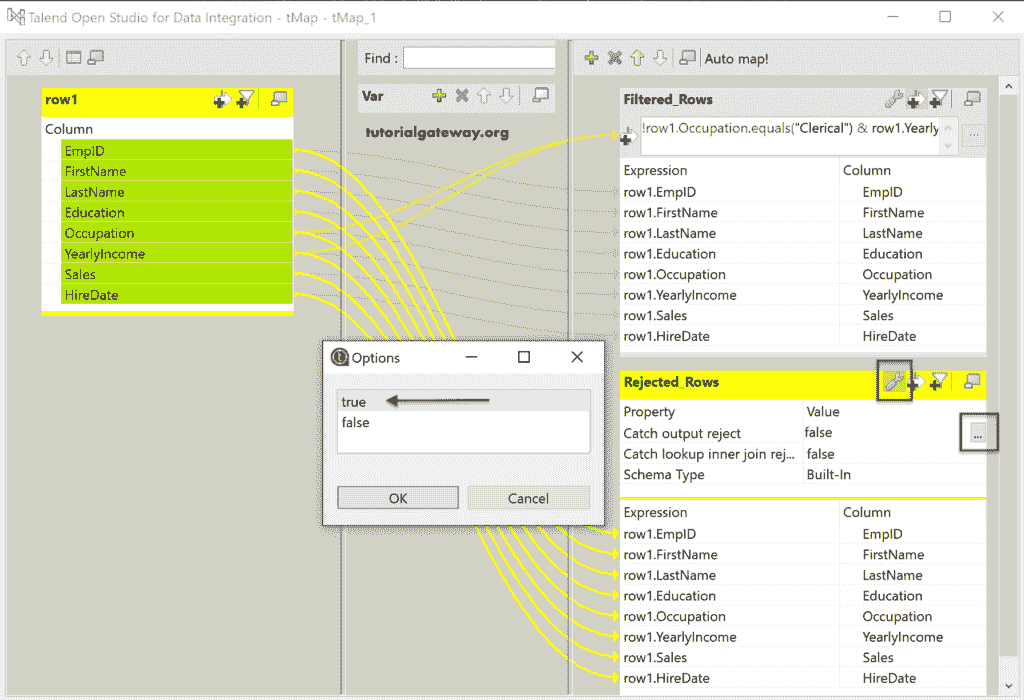 Talend Open Studio for Data Integration - tMap - tMap_1
Find :
Auto map!
row1
Column
EmpID
FirstName
LastName
Education
Occupation
YearlyIncome
Sales
HireDate
Var
tutorialgateway.org
Filtered_Rows
!row1.Occupation.equals("Clerical") & row1.Yearly
...
Expression Column
row1.EmpID EmpID
row1.FirstName FirstName
row1.LastName LastName
row1.Education Education
row1.Occupation Occupation
row1.YearlyIncome YearlyIncome
row1.Sales Sales
row1.HireDate HireDate
Options
true
false
OK Cancel
Rejected_Rows
Property Value
Catch output reject false
...
Catch lookup inner join rej... false
Schema Type Built-In
Expression Column
row1.EmpID EmpID
row1.FirstName FirstName
row1.LastName LastName
row1.Education Education
row1.Occupation Occupation
row1.YearlyIncome YearlyIncome
row1.Sales Sales
row1.HireDate HireDate